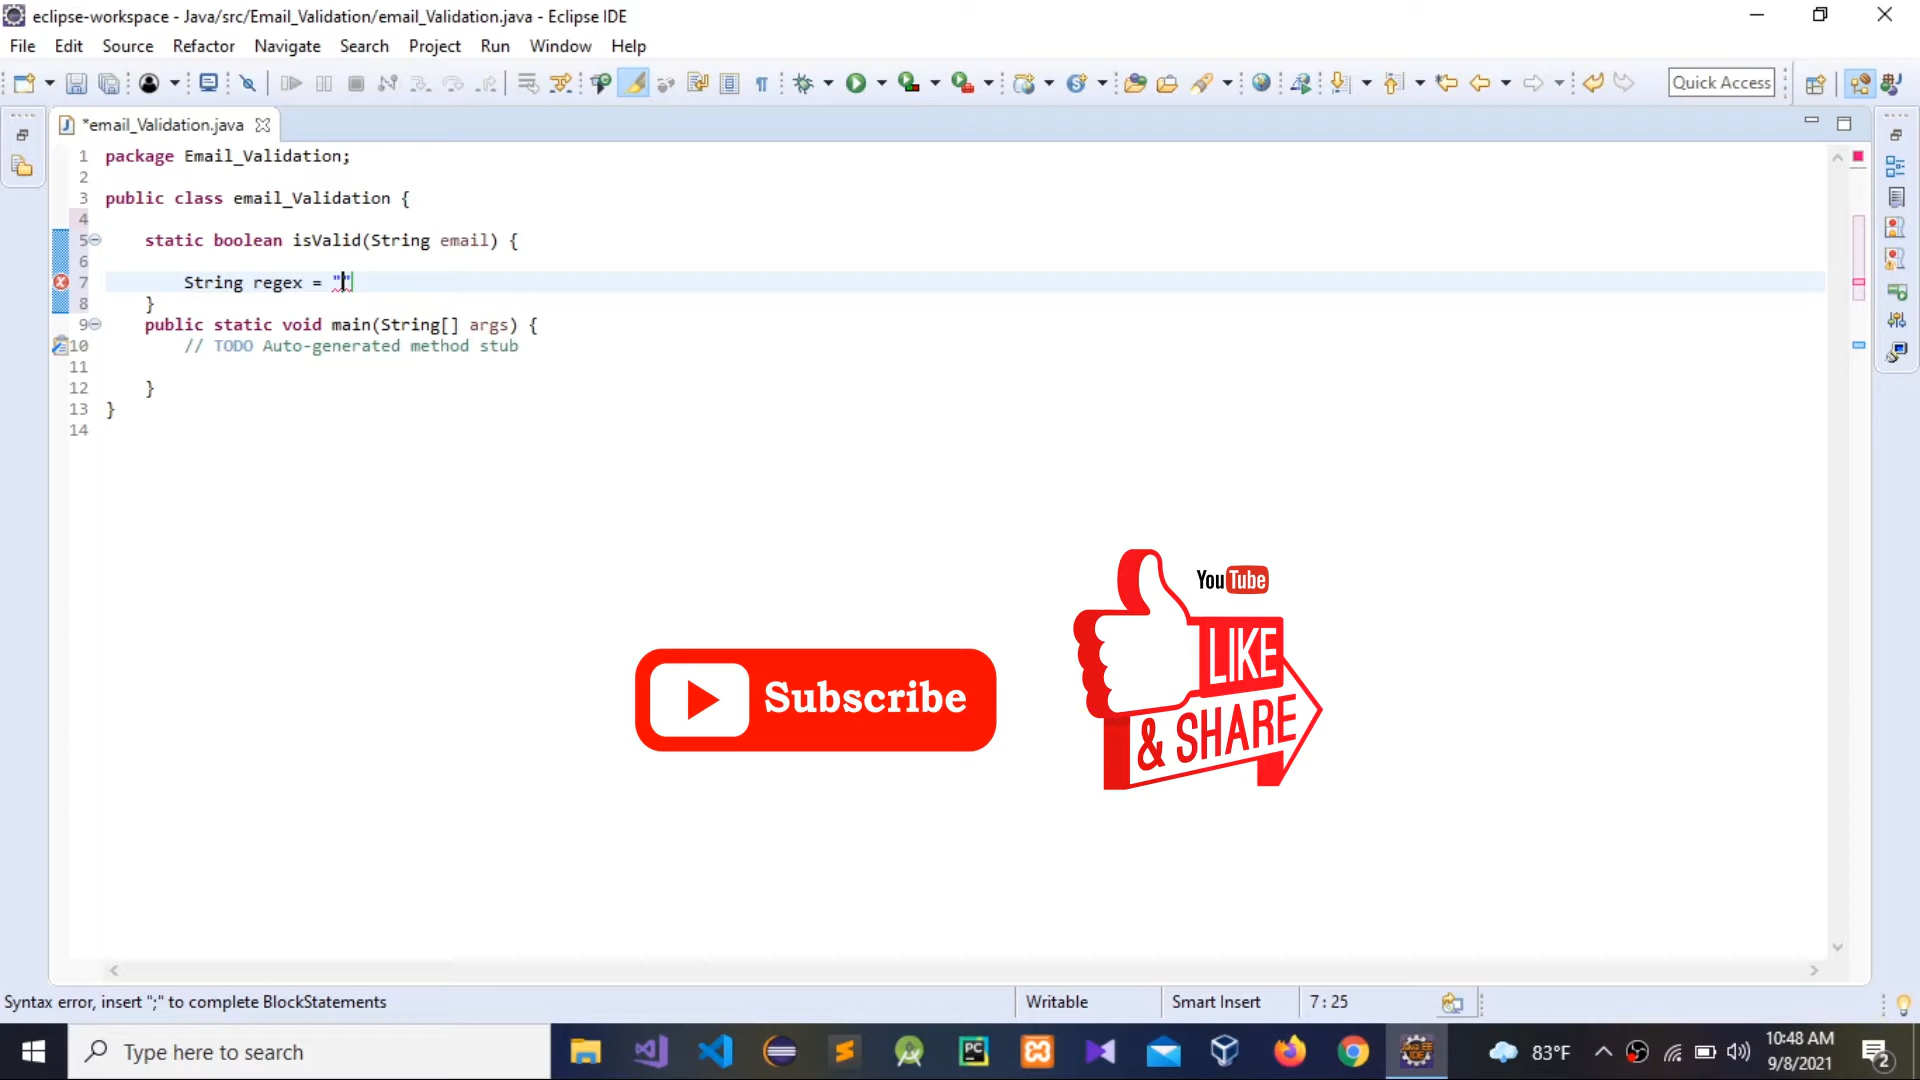 eclipse-workspace - Java/src/Email_Validation/email_Validation.java - Eclipse IDE
File Edit Source Refactor Navigate Search Project Run Window Help
Quick Access
*email_Validation.java
1 package Email_Validation;
2
3 public class email_Validation {
4
5 static boolean isValid(String email) {
6
7 String regex = ""
8 }
9 public static void main(String[] args) {
10 // TODO Auto-generated method stub
11
12 }
13 }
14
YouTube
LIKE
& SHARE
Subscribe
Syntax error, insert ";" to complete BlockStatements
Writable
Smart Insert
7 : 25
Type here to search
PC
83°F
10:48 AM
9/8/2021
2